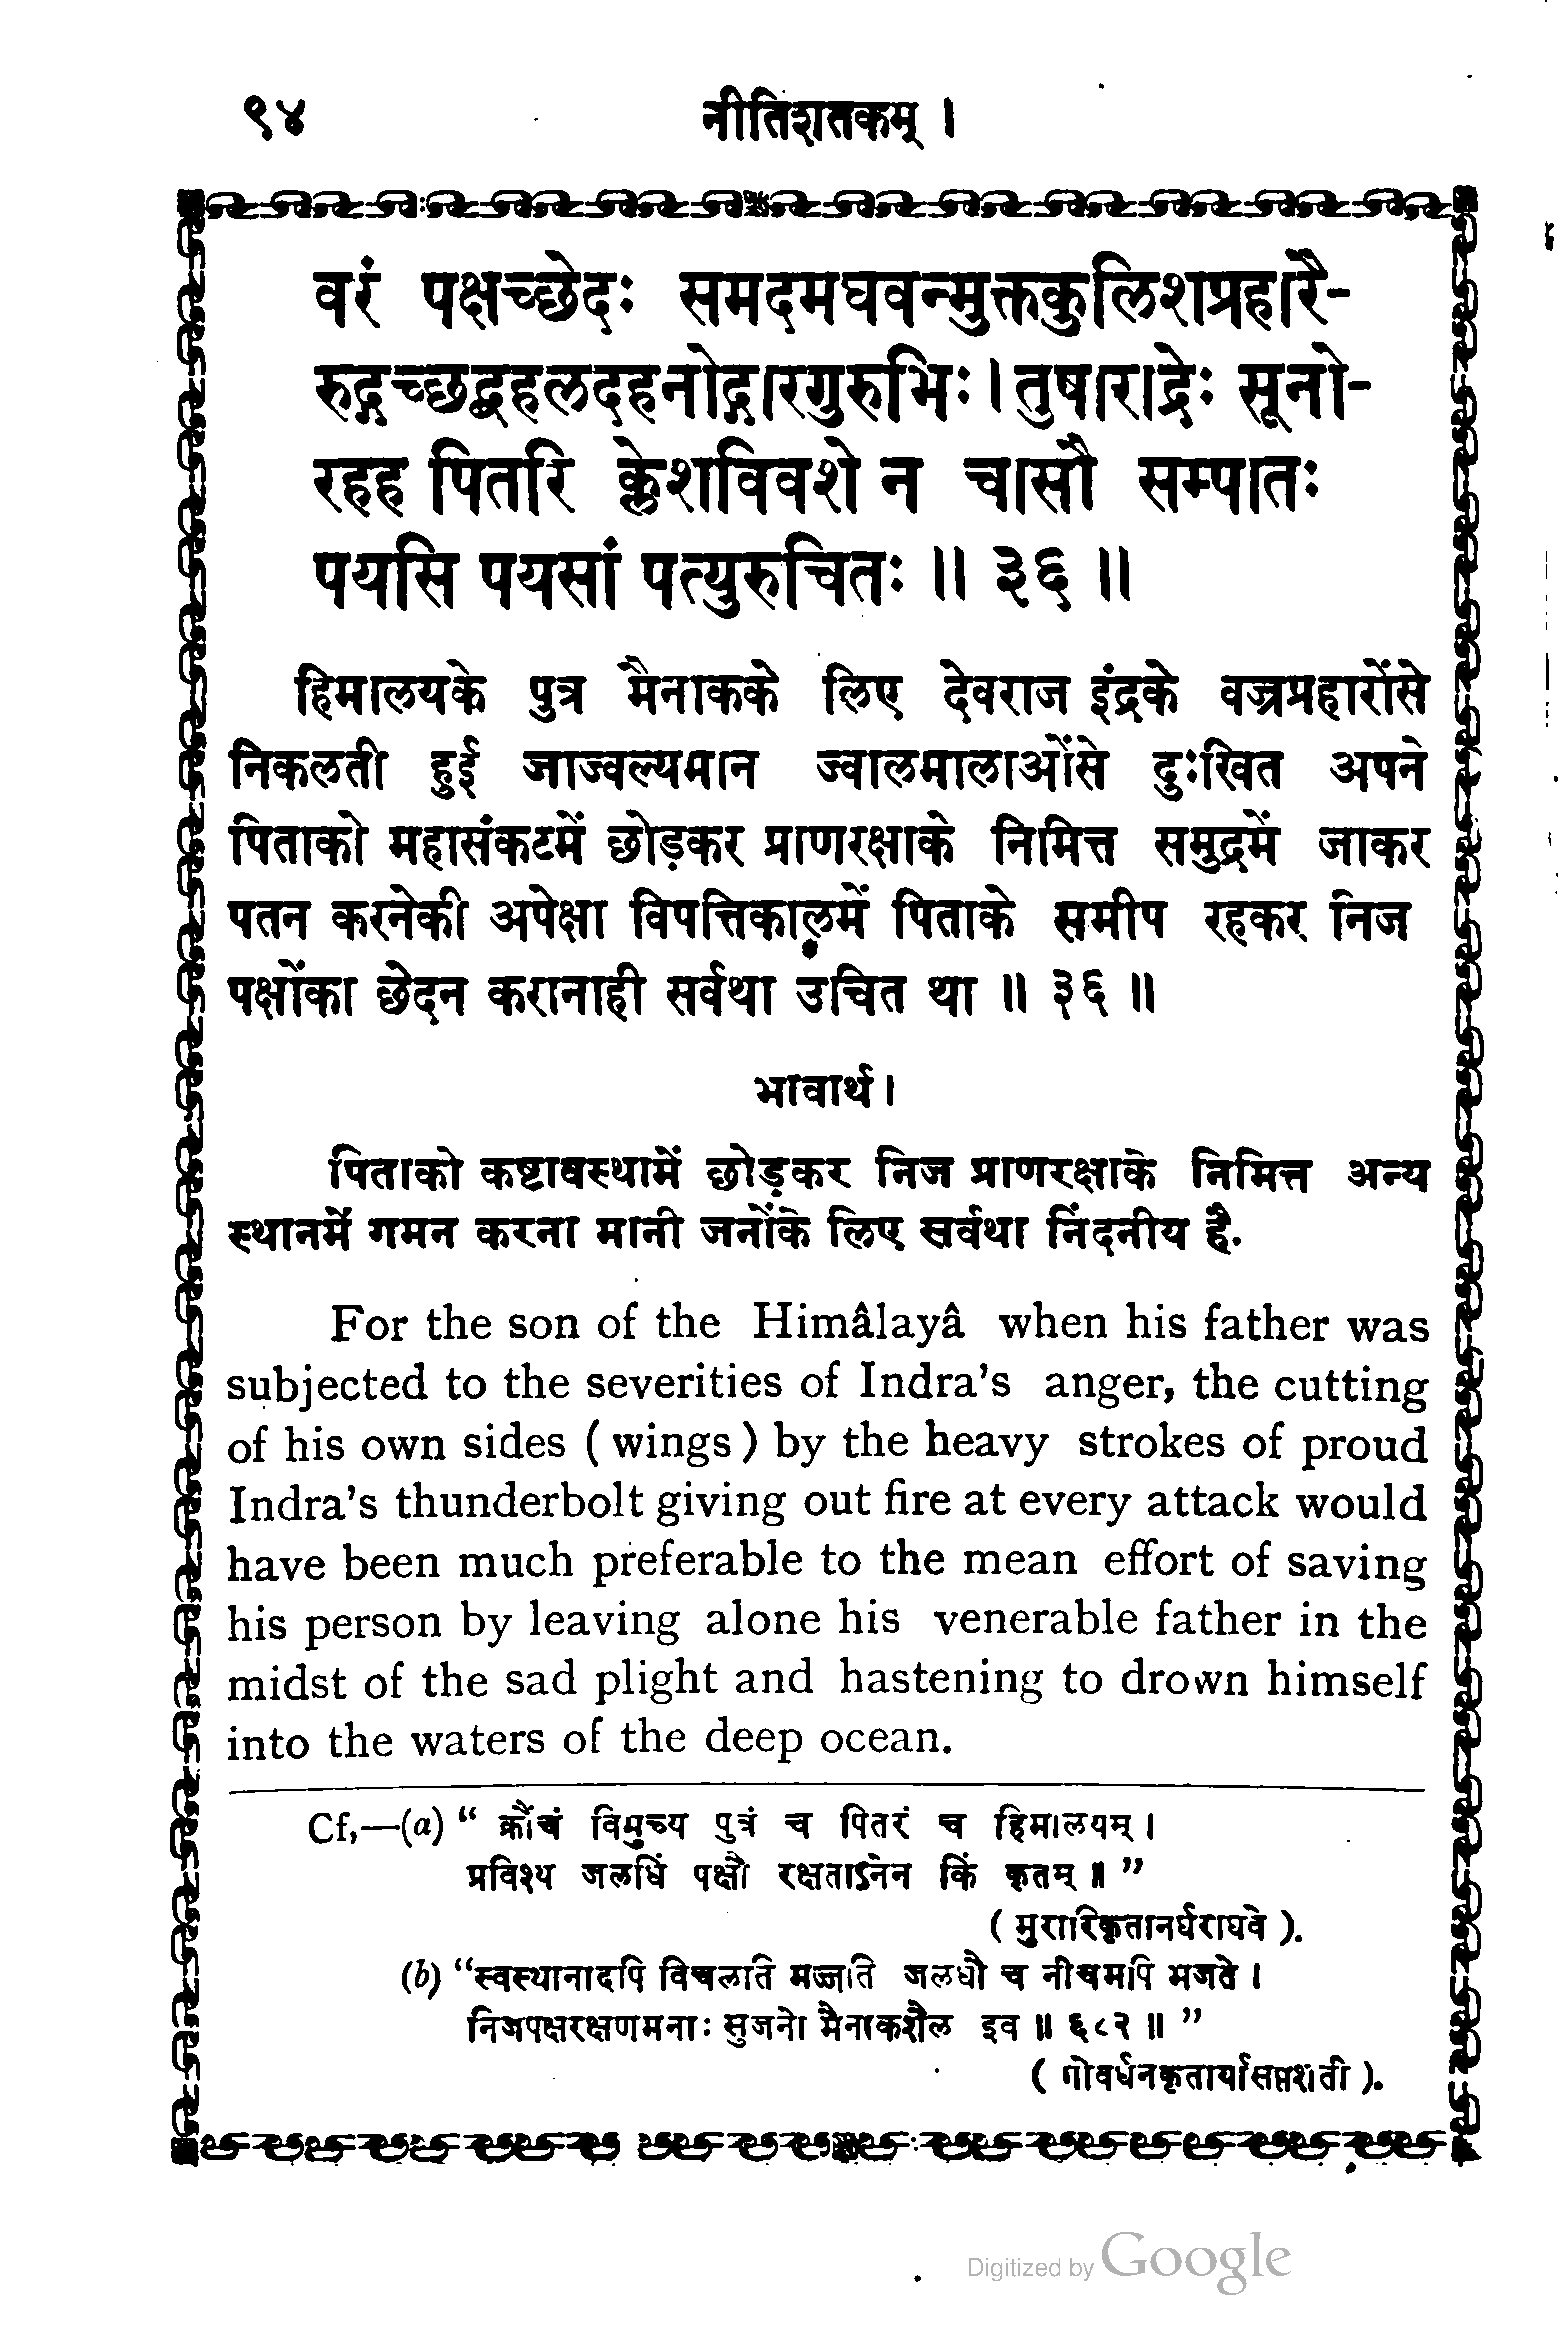 ९४ नीतिशतकम् ।
वरं पक्षच्छेदः समदमघवन्मुक्तकुलिशप्रहारै-
रुद्गच्छद्बहलदहनोद्गारगुरुभिः । तुषाराद्रेः सूनो-
रहह पितरि क्लेशविवशे न चासौ सम्पातः
पयसि पयसां पत्युरुचितः ॥ ३६ ॥
हिमालयके पुत्र मैनाकके लिए देवराज इंद्रके वज्रप्रहारोंसे
निकलती हुई जाज्वल्यमान ज्वालमालाओंसे दुःखित अपने
पिताको महासंकटमें छोड़कर प्राणरक्षाके निमित्त समुद्रमें जाकर
पतन करनेकी अपेक्षा विपत्तिकालमें पिताके समीप रहकर निज
पक्षोंका छेदन करानाही सर्वथा उचित था ॥ ३६ ॥
भावार्थ ।
पिताको कष्टावस्थामें छोड़कर निज प्राणरक्षाके निमित्त अन्य
स्थानमें गमन करना मानी जनोंके लिए सर्वथा निंदनीय है.
For the son of the Himâlayâ when his father was
subjected to the severities of Indra's anger, the cutting
of his own sides ( wings ) by the heavy strokes of proud
Indra's thunderbolt giving out fire at every attack would
have been much preferable to the mean effort of saving
his person by leaving alone his venerable father in the
midst of the sad plight and hastening to drown himself
into the waters of the deep ocean.
Cf,—(a) “ क्रौंचं विमुच्य पुत्रं च पितरं च हिमालयम् ।
प्रविश्य जलधिं पक्षौ रक्षताऽनेन किं कृतम् ॥ ”
( मुरारिकृतानर्घराघवे ).
(b) “स्वस्थानादपि विचलाति मज्जति जलधौ च नीचमपि भजते ।
निजपक्षरक्षणमनाः सुजनो मैनाकशैल इव ॥ ६८२ ॥ ”
( गोवर्धनकृतार्यासप्तशती ).
Digitized by Google